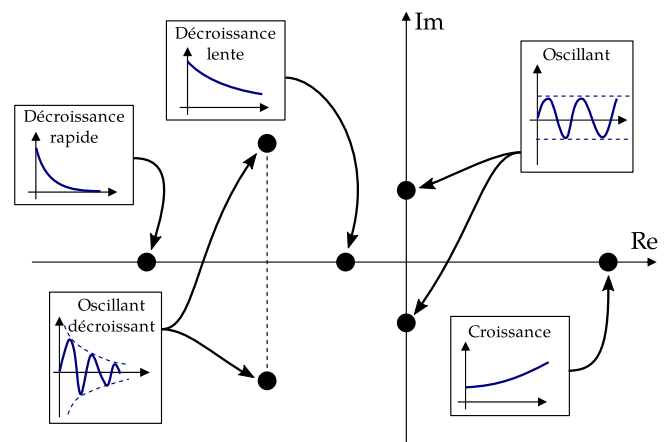 Im
Décroissance
lente
Oscillant
Décroissance
rapide
Re
Oscillant
décroissant
Croissance